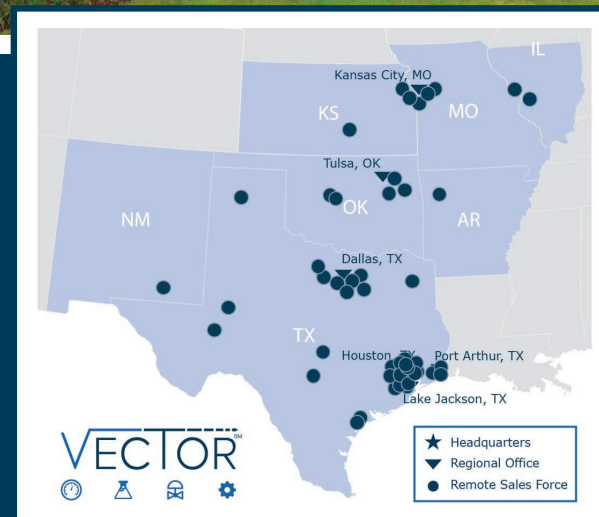 IL
Kansas City, MO
KS
MO
Tulsa, OK
NM
OK
AR
Dallas, TX
TX
Houston, TX
Port Arthur, TX
Lake Jackson, TX
VECTOR
SM
Headquarters
Regional Office
Remote Sales Force